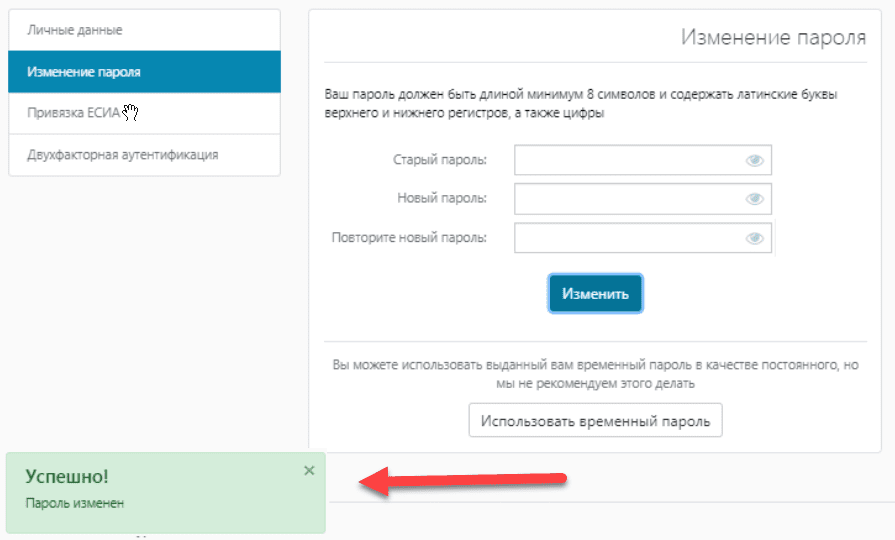 Личные данные
Изменение пароля
Привязка ЕСИА
Двухфакторная аутентификация
Изменение пароля
Ваш пароль должен быть длиной минимум 8 символов и содержать латинские буквы
верхнего и нижнего регистров, а также цифры
Старый пароль:
Новый пароль:
Повторите новый пароль:
Изменить
Вы можете использовать выданный вам временный пароль в качестве постоянного, но
мы не рекомендуем этого делать
Использовать временный пароль
Успешно!
Пароль изменен